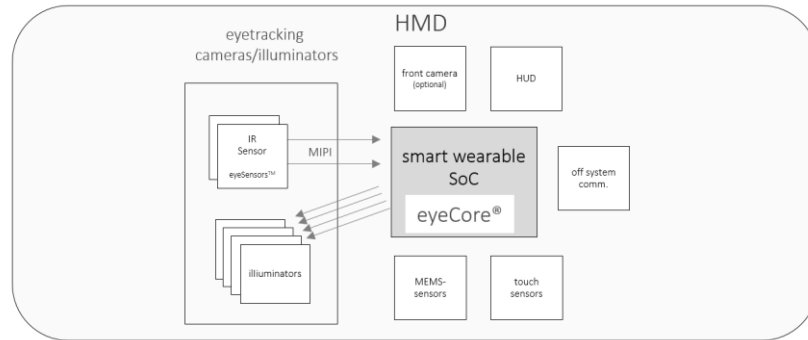 HMD
eyetracking
cameras/illuminators
IR
Sensor
eyeSensors™
MIPI
illiuminators
front camera
(optional)
HUD
smart wearable
SoC
eyeCore®
off system
comm.
MEMS-
sensors
touch
sensors